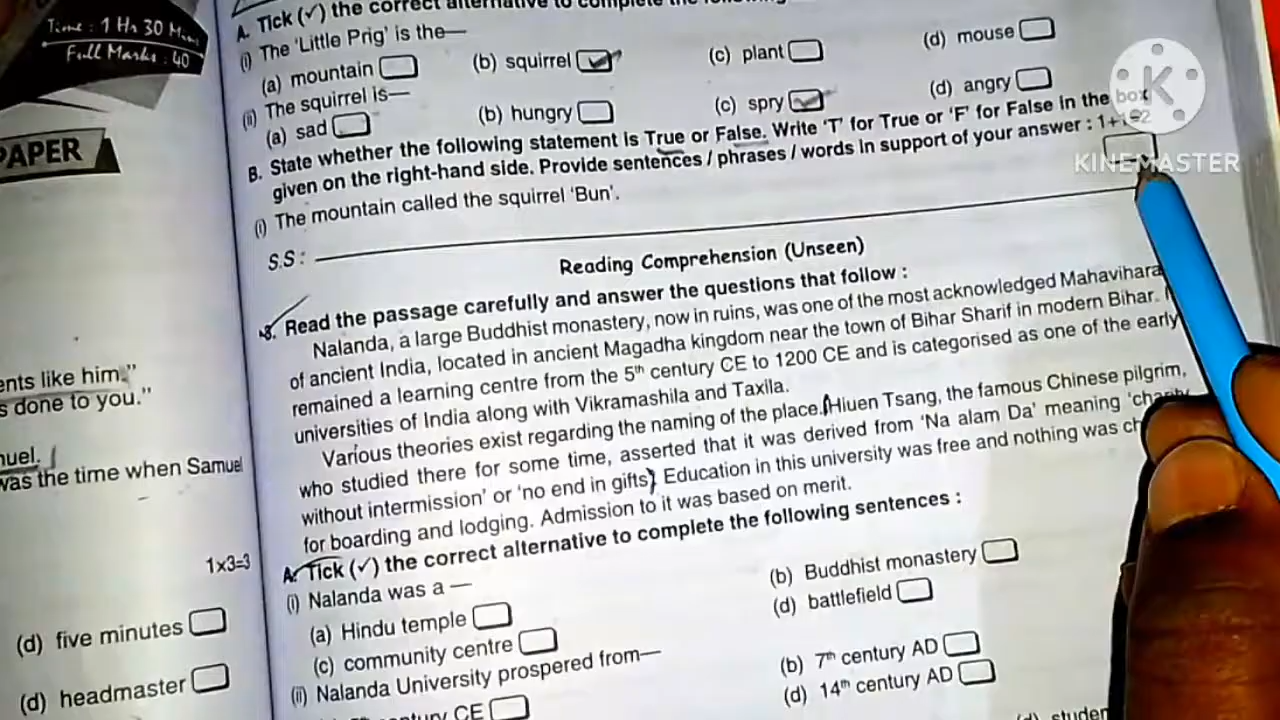 Time : 1 Hr 30 Mins
Full Marks : 40
PAPER
ents like him."
s done to you."
nuel.
was the time when Samuel
1x3=3
(d) five minutes
(d) headmaster
A. Tick (✓) the correct alternative to complete the following
(i) The 'Little Prig' is the—
(a) mountain (b) squirrel (c) plant (d) mouse
(ii) The squirrel is—
(a) sad (b) hungry (c) spry (d) angry
B. State whether the following statement is True or False. Write 'T' for True or 'F' for False in the box
given on the right-hand side. Provide sentences / phrases / words in support of your answer : 1+1=2
(i) The mountain called the squirrel 'Bun'.
S.S :
Reading Comprehension (Unseen)
3. Read the passage carefully and answer the questions that follow :
Nalanda, a large Buddhist monastery, now in ruins, was one of the most acknowledged Mahavihara
of ancient India, located in ancient Magadha kingdom near the town of Bihar Sharif in modern Bihar.
remained a learning centre from the 5th century CE to 1200 CE and is categorised as one of the early
universities of India along with Vikramashila and Taxila.
Various theories exist regarding the naming of the place. Hiuen Tsang, the famous Chinese pilgrim,
who studied there for some time, asserted that it was derived from 'Na alam Da' meaning 'charity
without intermission' or 'no end in gifts'. Education in this university was free and nothing was ch
for boarding and lodging. Admission to it was based on merit.
A. Tick (✓) the correct alternative to complete the following sentences :
(i) Nalanda was a —
(a) Hindu temple (b) Buddhist monastery
(c) community centre (d) battlefield
(ii) Nalanda University prospered from—
century CE (b) 7th century AD
(d) 14th century AD
KINEMASTER